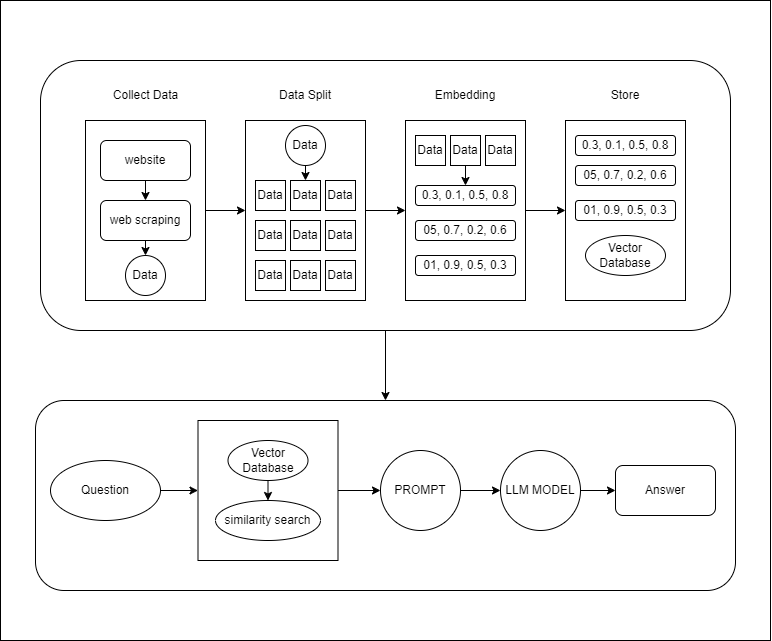 Collect Data
website
web scraping
Data
Data Split
Data
Data Data Data
Data Data Data
Data Data Data
Embedding
Data Data Data
0.3, 0.1, 0.5, 0.8
05, 0.7, 0.2, 0.6
01, 0.9, 0.5, 0.3
Store
0.3, 0.1, 0.5, 0.8
05, 0.7, 0.2, 0.6
01, 0.9, 0.5, 0.3
Vector
Database
Question
Vector
Database
similarity search
PROMPT
LLM MODEL
Answer